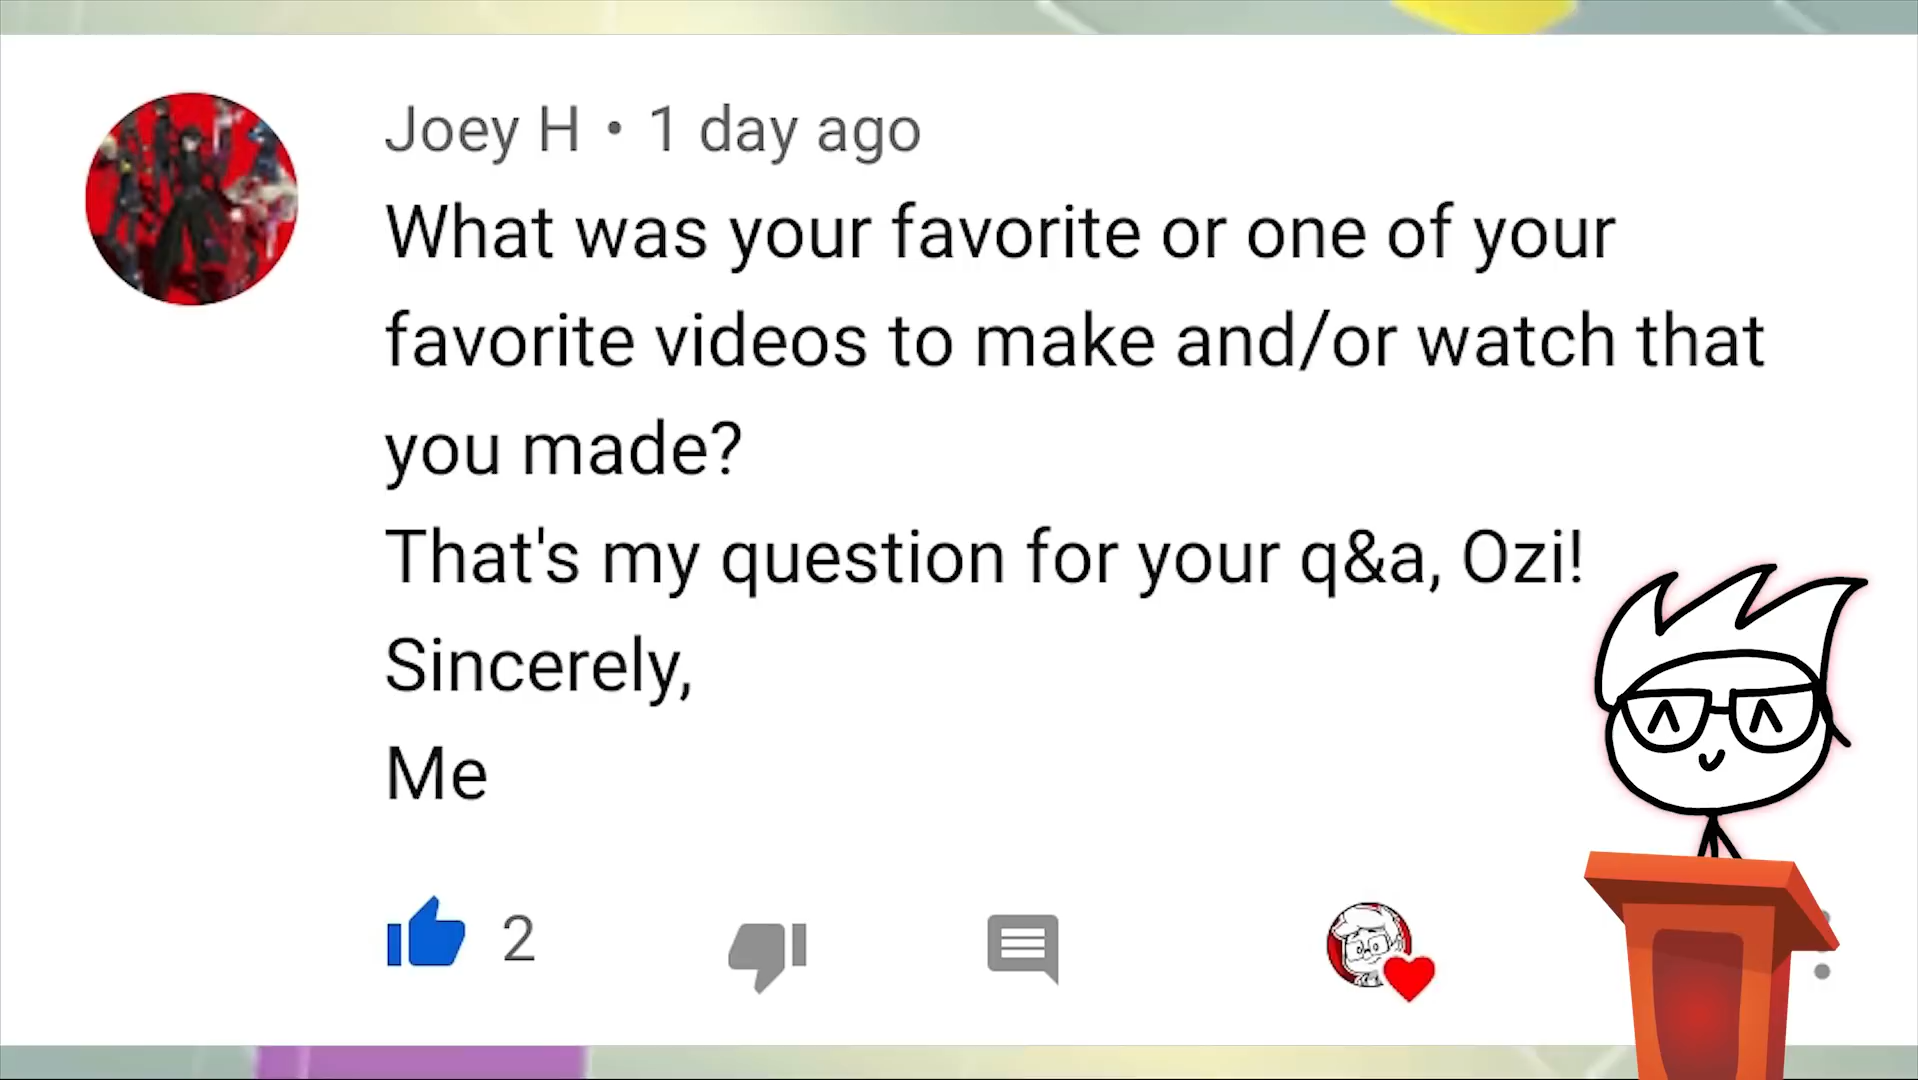 Joey H • 1 day ago
What was your favorite or one of your
favorite videos to make and/or watch that
you made?
That's my question for your q&a, Ozi!
Sincerely,
Me
2